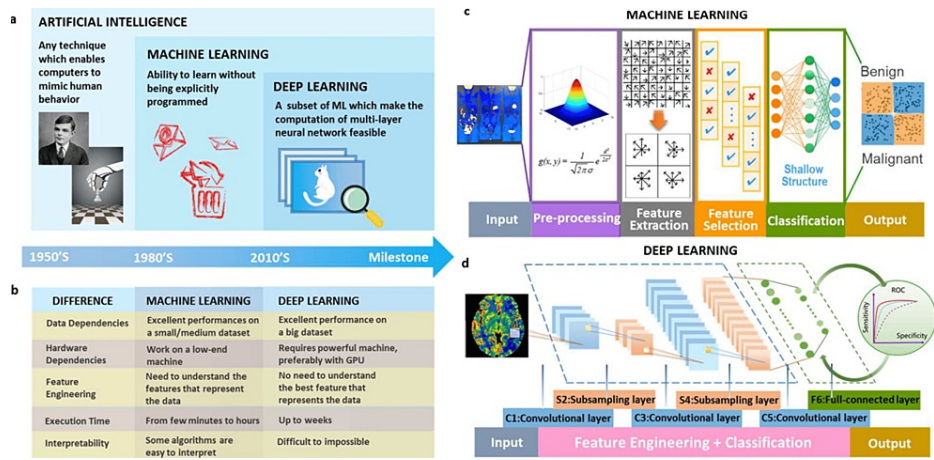 a
ARTIFICIAL INTELLIGENCE
Any technique
which enables
computers to
mimic human
behavior
MACHINE LEARNING
Ability to learn without
being explicitly
programmed
DEEP LEARNING
A subset of ML which make the
computation of multi-layer
neural network feasible
1950'S 1980'S 2010'S Milestone
b
DIFFERENCE MACHINE LEARNING DEEP LEARNING
Data Dependencies
Excellent performances on
a small/medium dataset
Excellent performance on
a big dataset
Hardware
Dependencies
Work on a low-end
machine
Requires powerful machine,
preferably with GPU
Feature
Engineering
Need to understand the
features that represent
the data
No need to understand
the best feature that
represents the data
Execution Time
From few minutes to hours
Up to weeks
Interpretability
Some algorithms are
easy to interpret
Difficult to impossible
c
MACHINE LEARNING
Benign
Malignant
Shallow
Structure
Input
Pre-processing
Feature
Extraction
Feature
Selection
Classification
Output
d
DEEP LEARNING
ROC
Sensitivity
Specificity
S2:Subsampling layer
S4:Subsampling layer
F6:Full-connected layer
C1:Convolutional layer
C3:Convolutional layer
C5:Convolutional layer
Input
Feature Engineering + Classification
Output